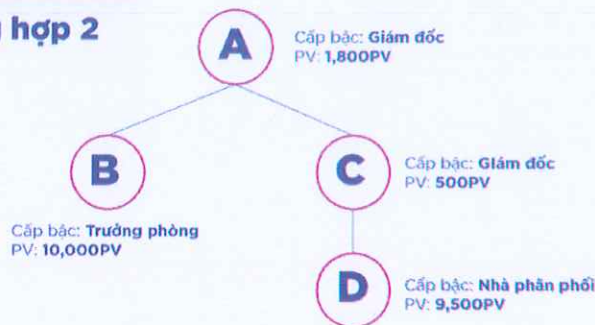 hợp 2
A
Cấp bậc: Giám đốc
PV: 1,800PV
B
Cấp bậc: Trưởng phòng
PV: 10,000PV
C
Cấp bậc: Giám đốc
PV: 500PV
D
Cấp bậc: Nhà phân phối
PV: 9,500PV